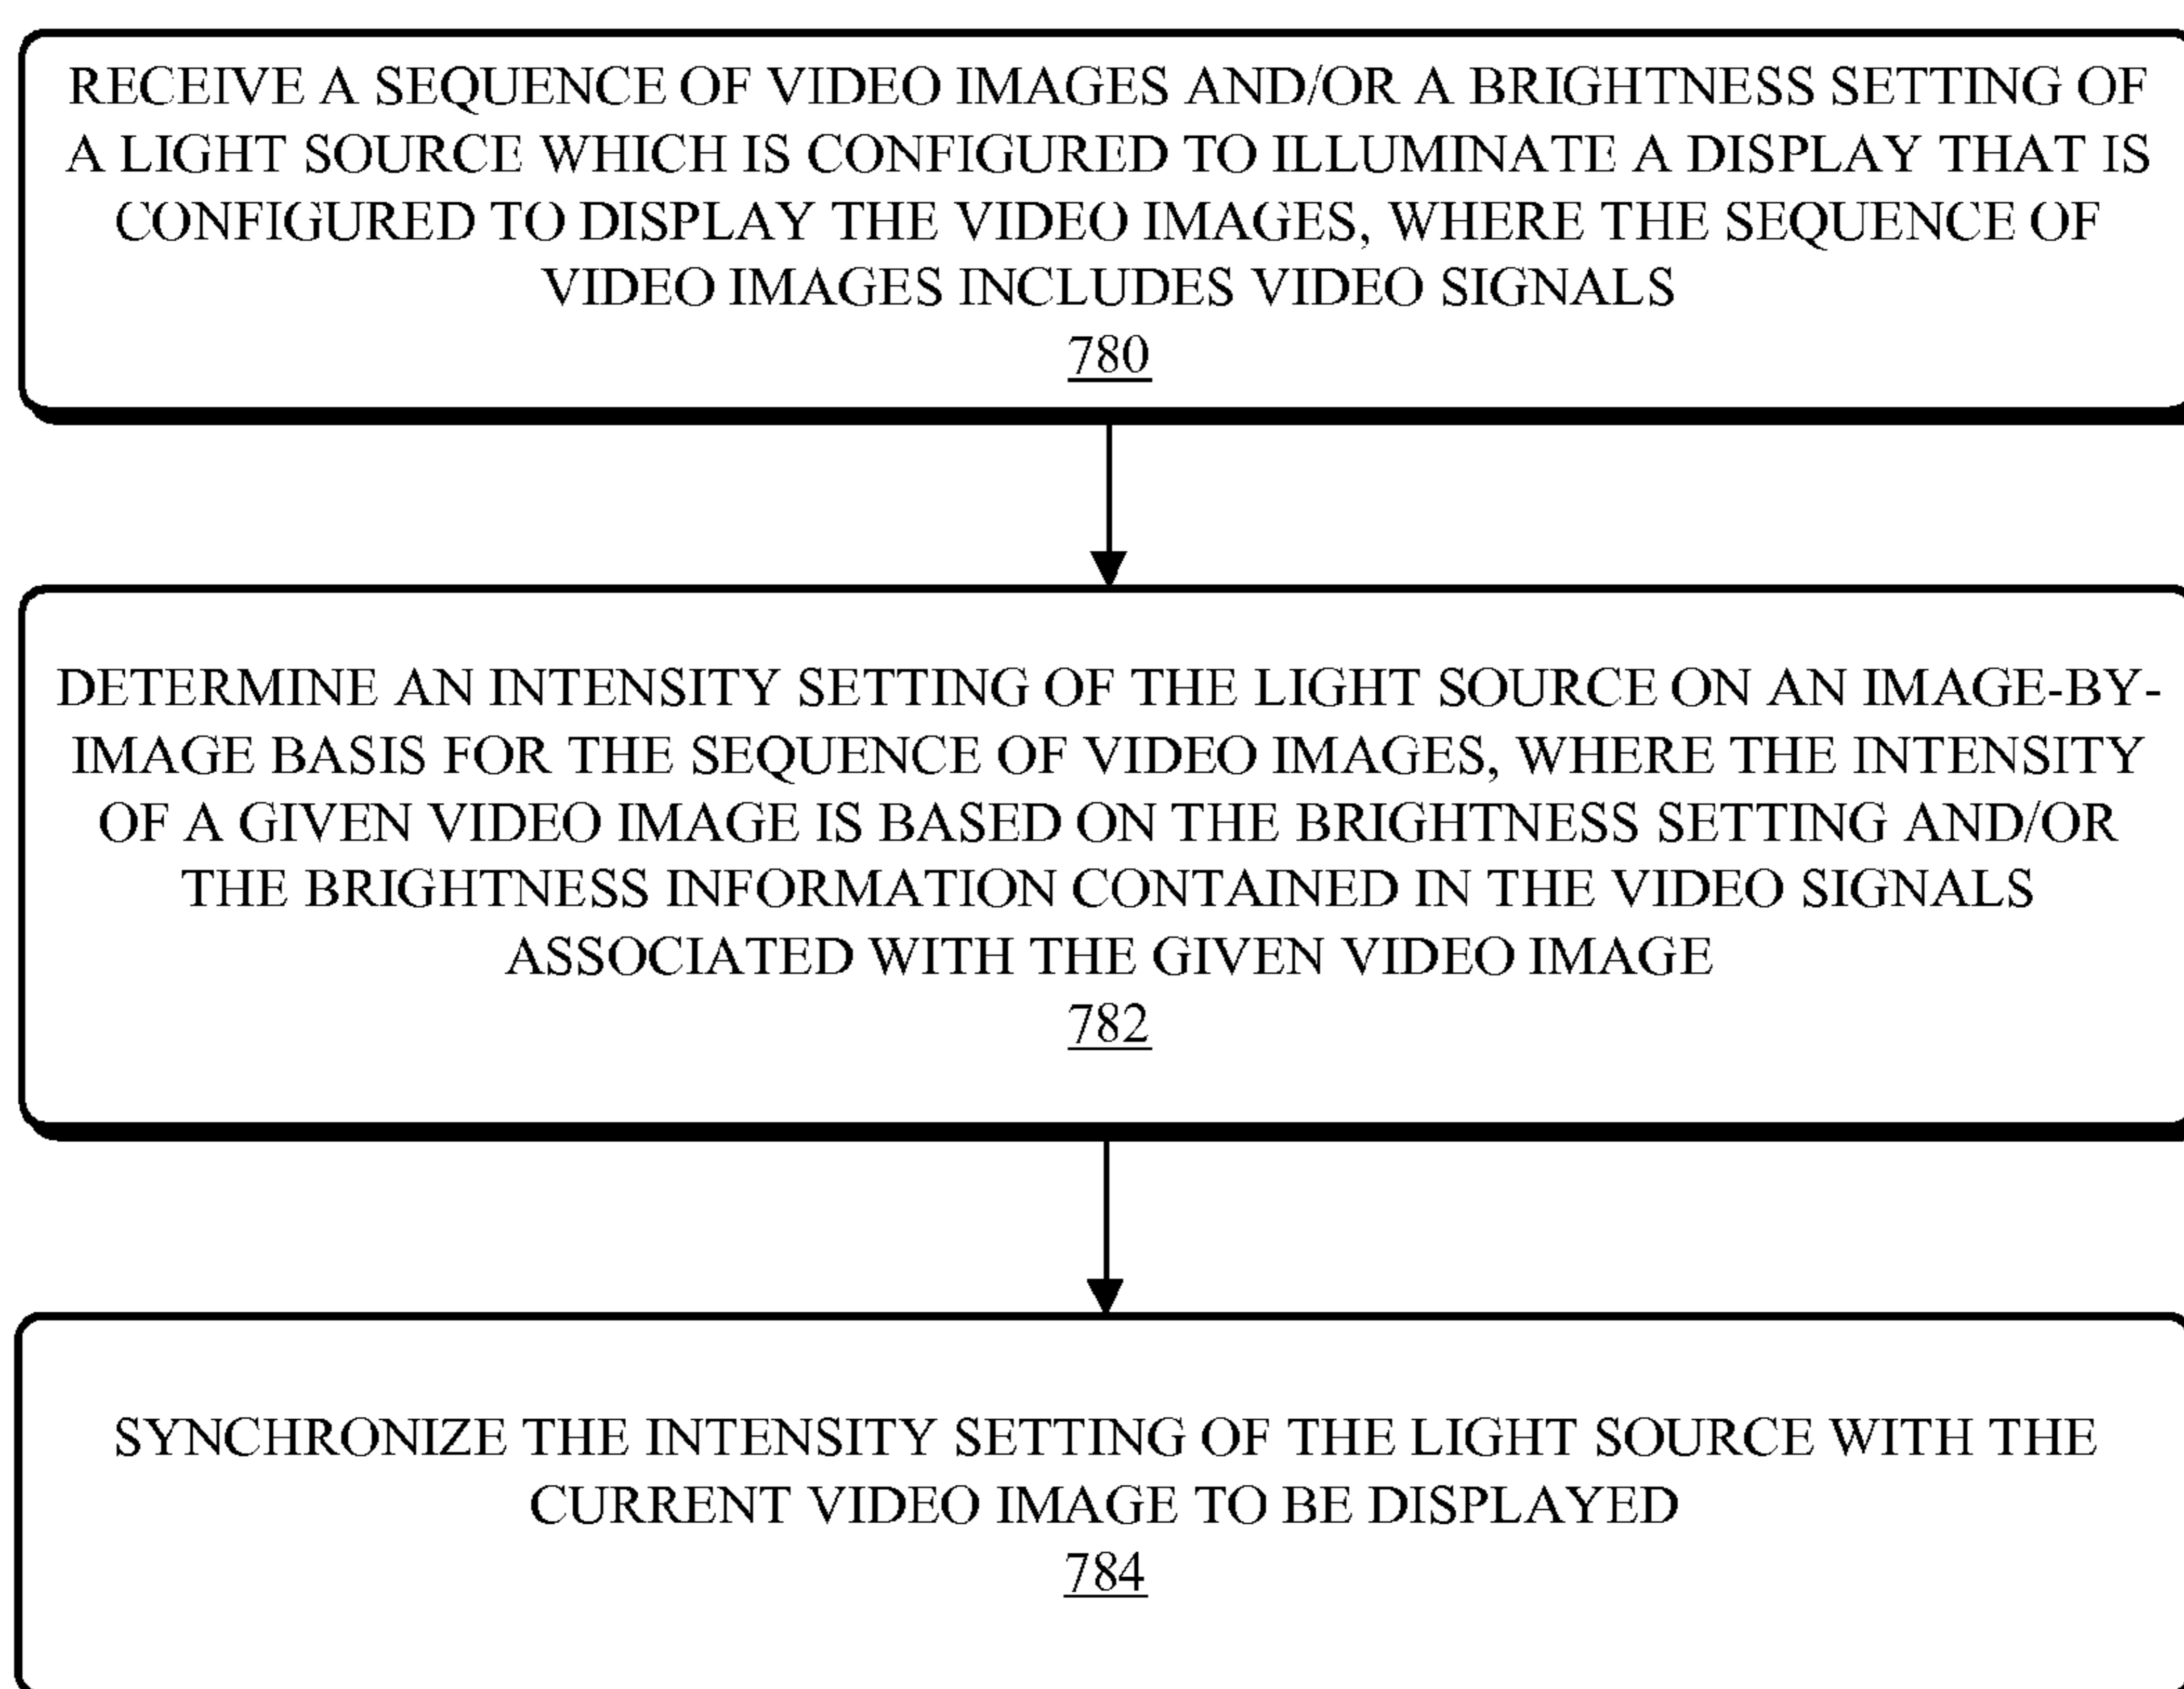 RECEIVE A SEQUENCE OF VIDEO IMAGES AND/OR A BRIGHTNESS SETTING OF
A LIGHT SOURCE WHICH IS CONFIGURED TO ILLUMINATE A DISPLAY THAT IS
CONFIGURED TO DISPLAY THE VIDEO IMAGES, WHERE THE SEQUENCE OF
VIDEO IMAGES INCLUDES VIDEO SIGNALS
780
DETERMINE AN INTENSITY SETTING OF THE LIGHT SOURCE ON AN IMAGE-BY-
IMAGE BASIS FOR THE SEQUENCE OF VIDEO IMAGES, WHERE THE INTENSITY
OF A GIVEN VIDEO IMAGE IS BASED ON THE BRIGHTNESS SETTING AND/OR
THE BRIGHTNESS INFORMATION CONTAINED IN THE VIDEO SIGNALS
ASSOCIATED WITH THE GIVEN VIDEO IMAGE
782
SYNCHRONIZE THE INTENSITY SETTING OF THE LIGHT SOURCE WITH THE
CURRENT VIDEO IMAGE TO BE DISPLAYED
784